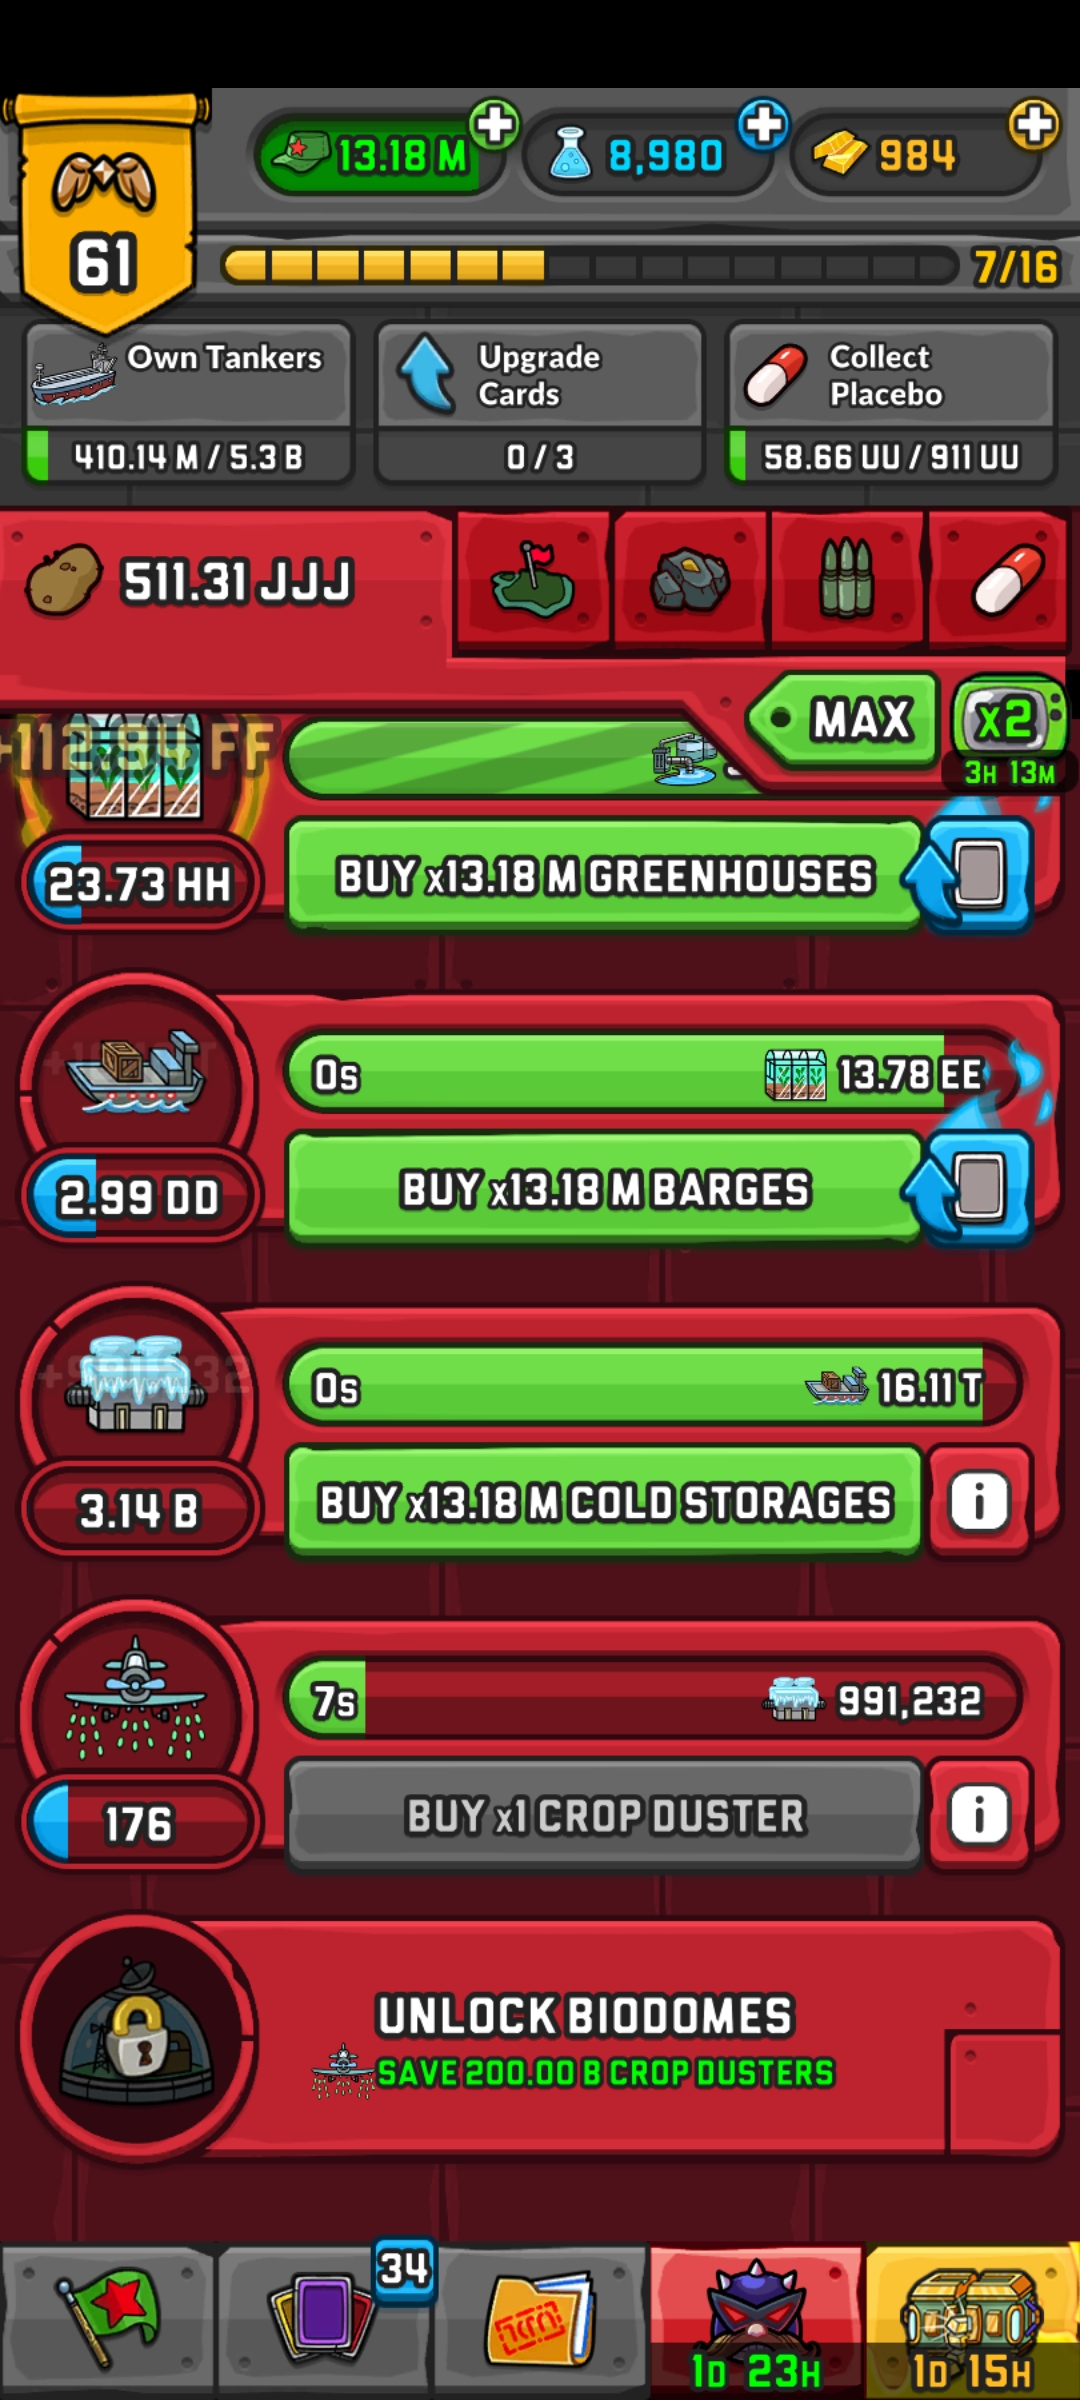 13.18 M
8,980
984
61
7/16
Own Tankers
410.14 M / 5.3 B
Upgrade
Cards
0 / 3
Collect
Placebo
58.66 UU / 911 UU
511.31 JJJ
MAX
x2
3H 13M
+112.94 FF
23.73 HH
BUY x13.18 M GREENHOUSES
0s
13.78 EE
2.99 DD
BUY x13.18 M BARGES
0s
16.11 T
3.14 B
BUY x13.18 M COLD STORAGES
i
7s
991,232
176
BUY x1 CROP DUSTER
i
UNLOCK BIODOMES
SAVE 200.00 B CROP DUSTERS
34
1D 23H
1D 15H